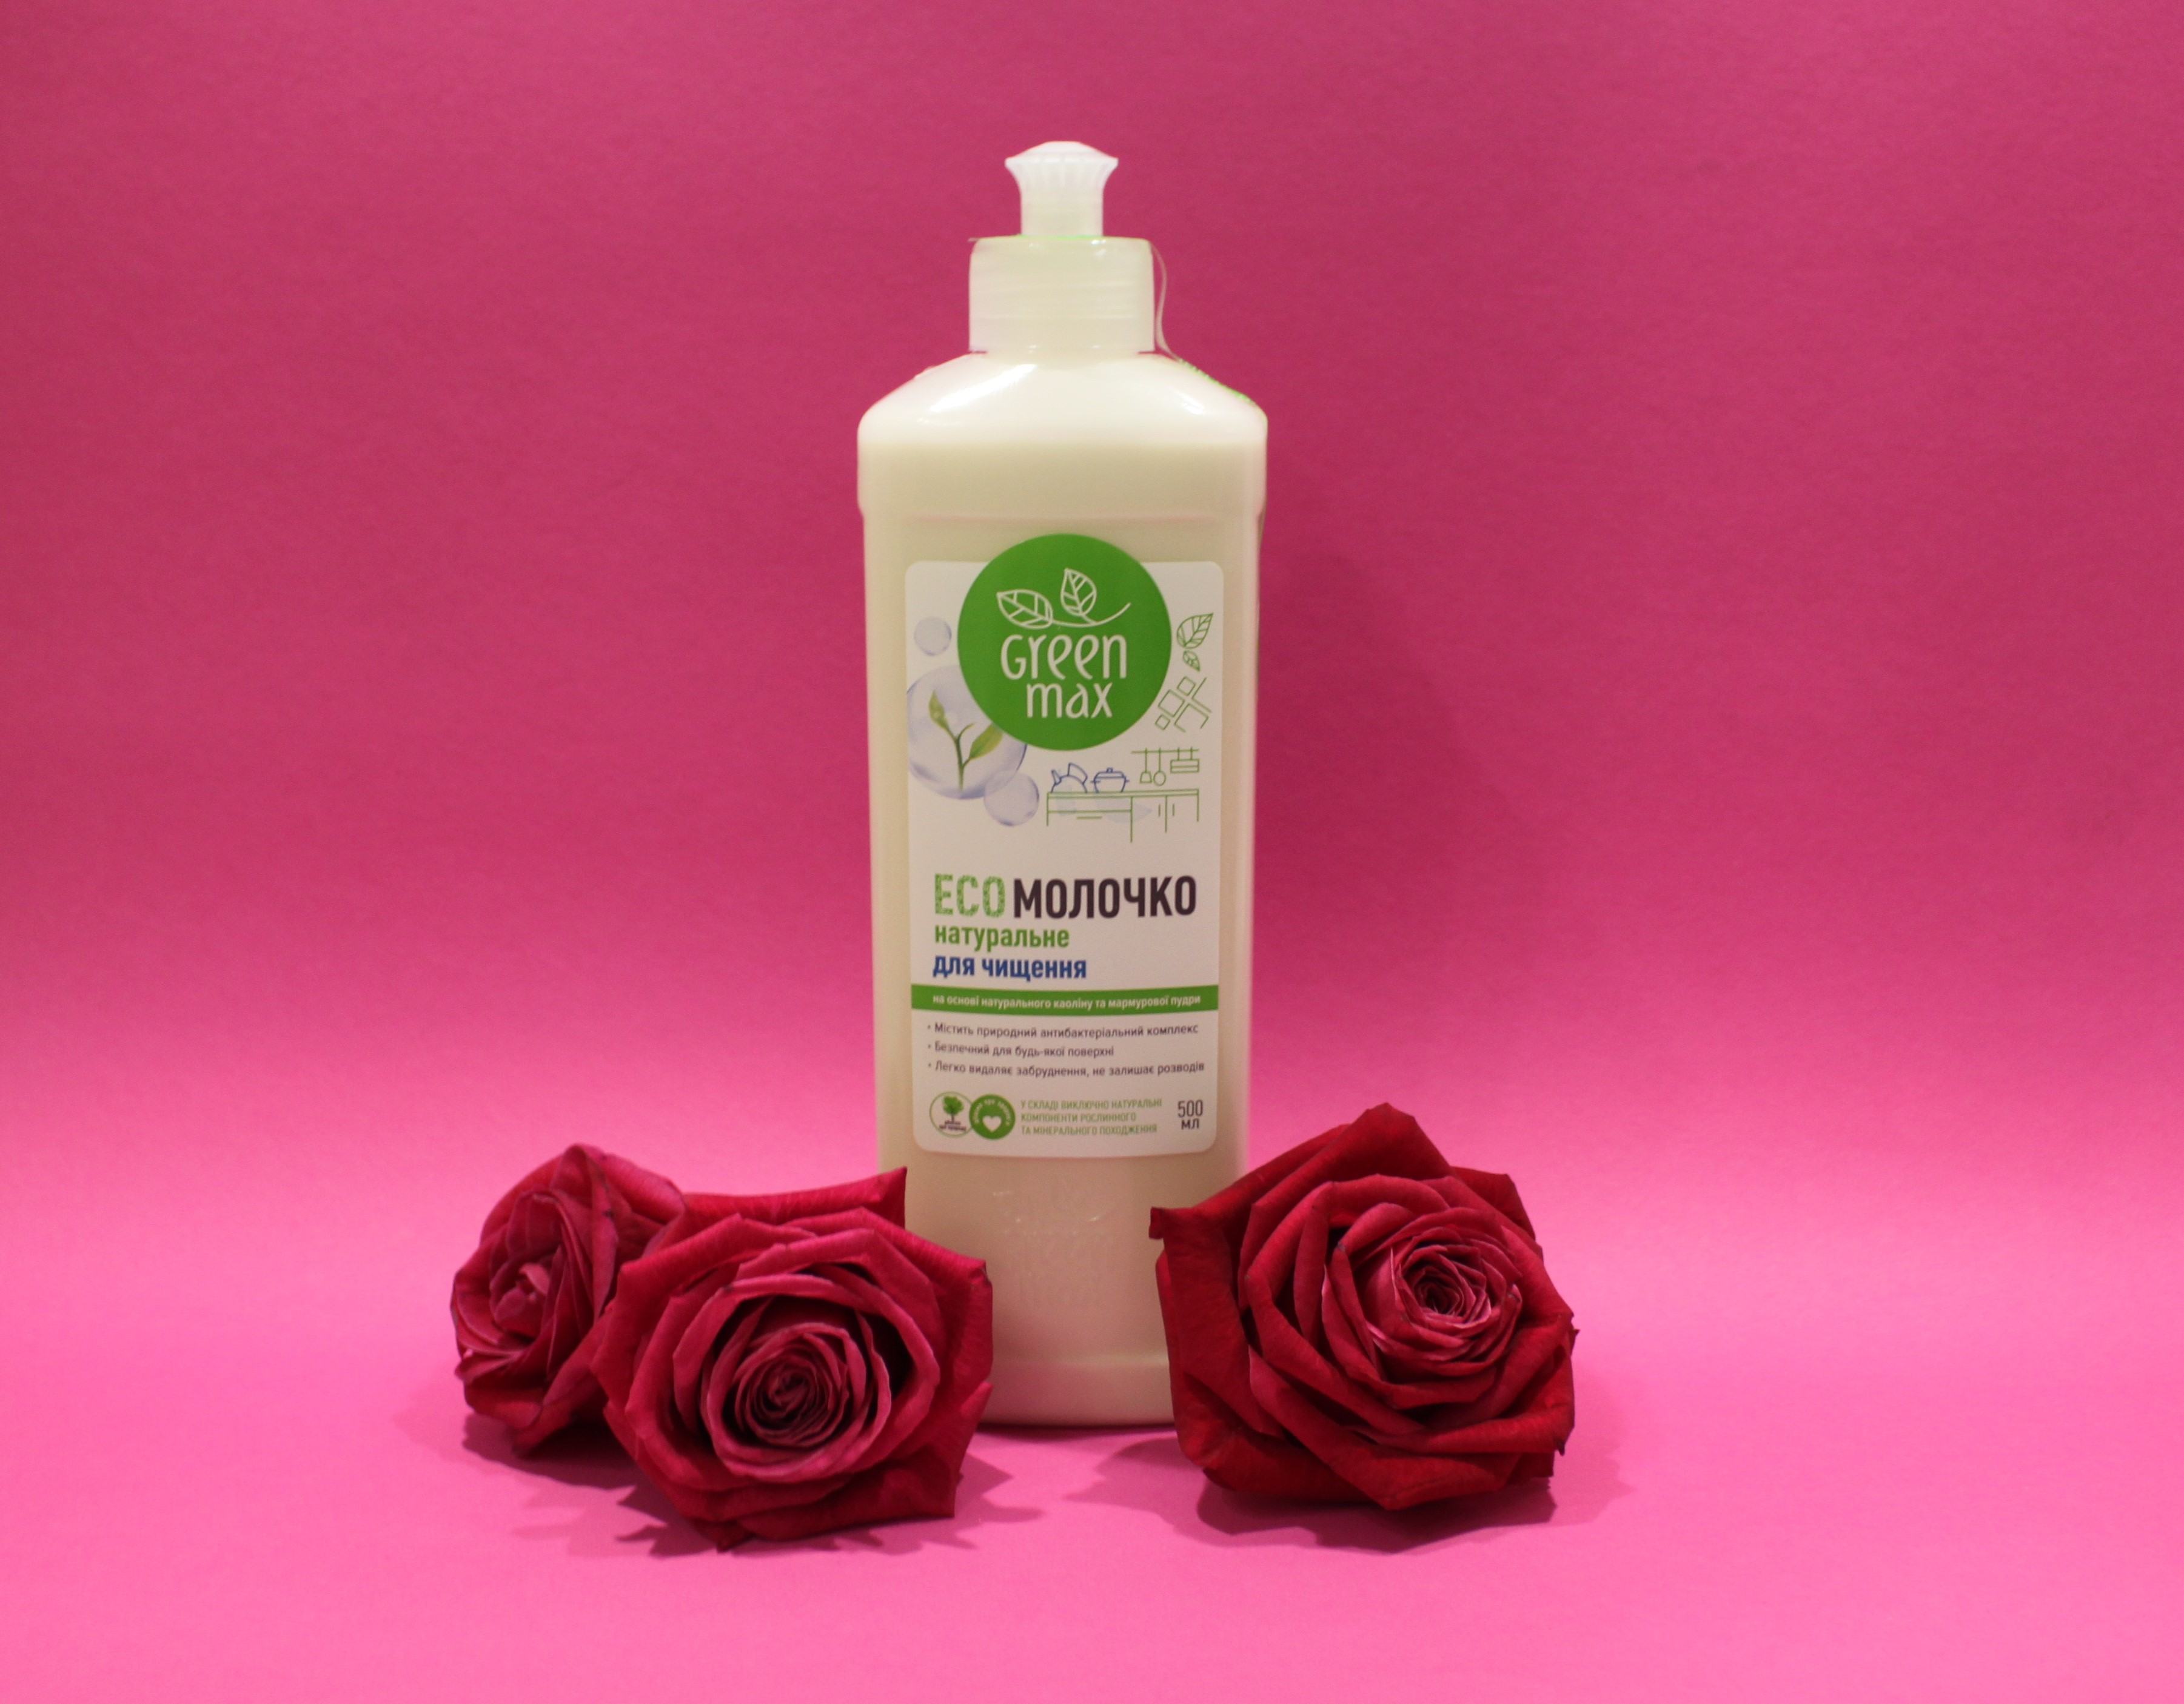 Green
max
ECO МОЛОЧКО
натуральне
для чищення
на основі натурального каоліну та мармурової пудри
• Містить природний антибактеріальний комплекс
• Безпечний для будь-якої поверхні
• Легко видаляє забруднення, не залишає розводів
У СКЛАДІ ВИКЛЮЧНО НАТУРАЛЬНІ
КОМПОНЕНТИ РОСЛИННОГО
ТА МІНЕРАЛЬНОГО ПОХОДЖЕННЯ
500
МЛ